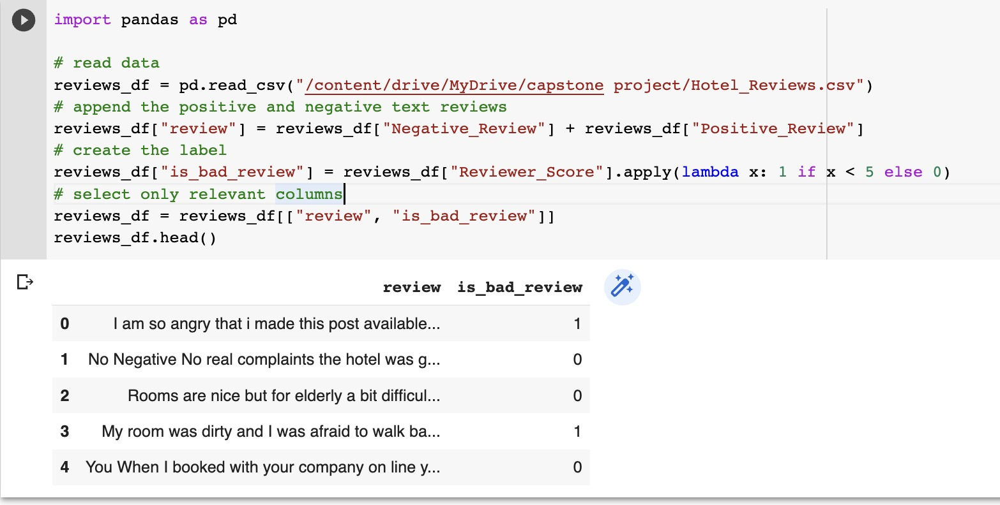 import pandas as pd
# read data
reviews_df = pd.read_csv("/content/drive/MyDrive/capstone project/Hotel_Reviews.csv")
# append the positive and negative text reviews
reviews_df["review"] = reviews_df["Negative_Review"] + reviews_df["Positive_Review"]
# create the label
reviews_df["is_bad_review"] = reviews_df["Reviewer_Score"].apply(lambda x: 1 if x < 5 else 0)
# select only relevant columns
reviews_df = reviews_df[["review", "is_bad_review"]]
reviews_df.head()
review is_bad_review
0 I am so angry that i made this post available... 1
1 No Negative No real complaints the hotel was g... 0
2 Rooms are nice but for elderly a bit difficul... 0
3 My room was dirty and I was afraid to walk ba... 1
4 You When I booked with your company on line y... 0